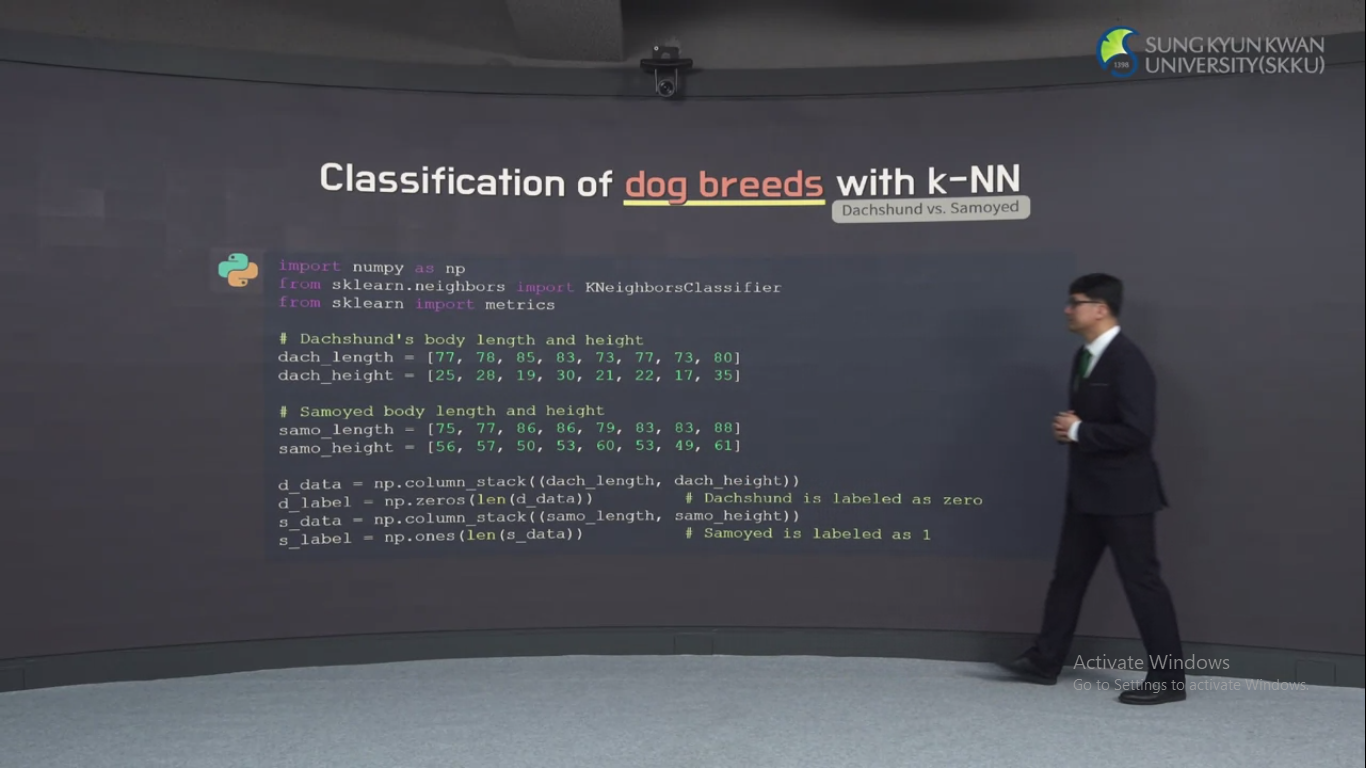 SUNGKYUNKWAN
UNIVERSITY(SKKU)
1398
Classification of dog breeds with k-NN
Dachshund vs. Samoyed
import numpy as np
from sklearn.neighbors import KNeighborsClassifier
from sklearn import metrics
# Dachshund's body length and height
dach_length = [77, 78, 85, 83, 73, 77, 73, 80]
dach_height = [25, 28, 19, 30, 21, 22, 17, 35]
# Samoyed body length and height
samo_length = [75, 77, 86, 86, 79, 83, 83, 88]
samo_height = [56, 57, 50, 53, 60, 53, 49, 61]
d_data = np.column_stack((dach_length, dach_height))
d_label = np.zeros(len(d_data)) # Dachshund is labeled as zero
s_data = np.column_stack((samo_length, samo_height))
s_label = np.ones(len(s_data)) # Samoyed is labeled as 1
Activate Windows
Go to Settings to activate Windows.